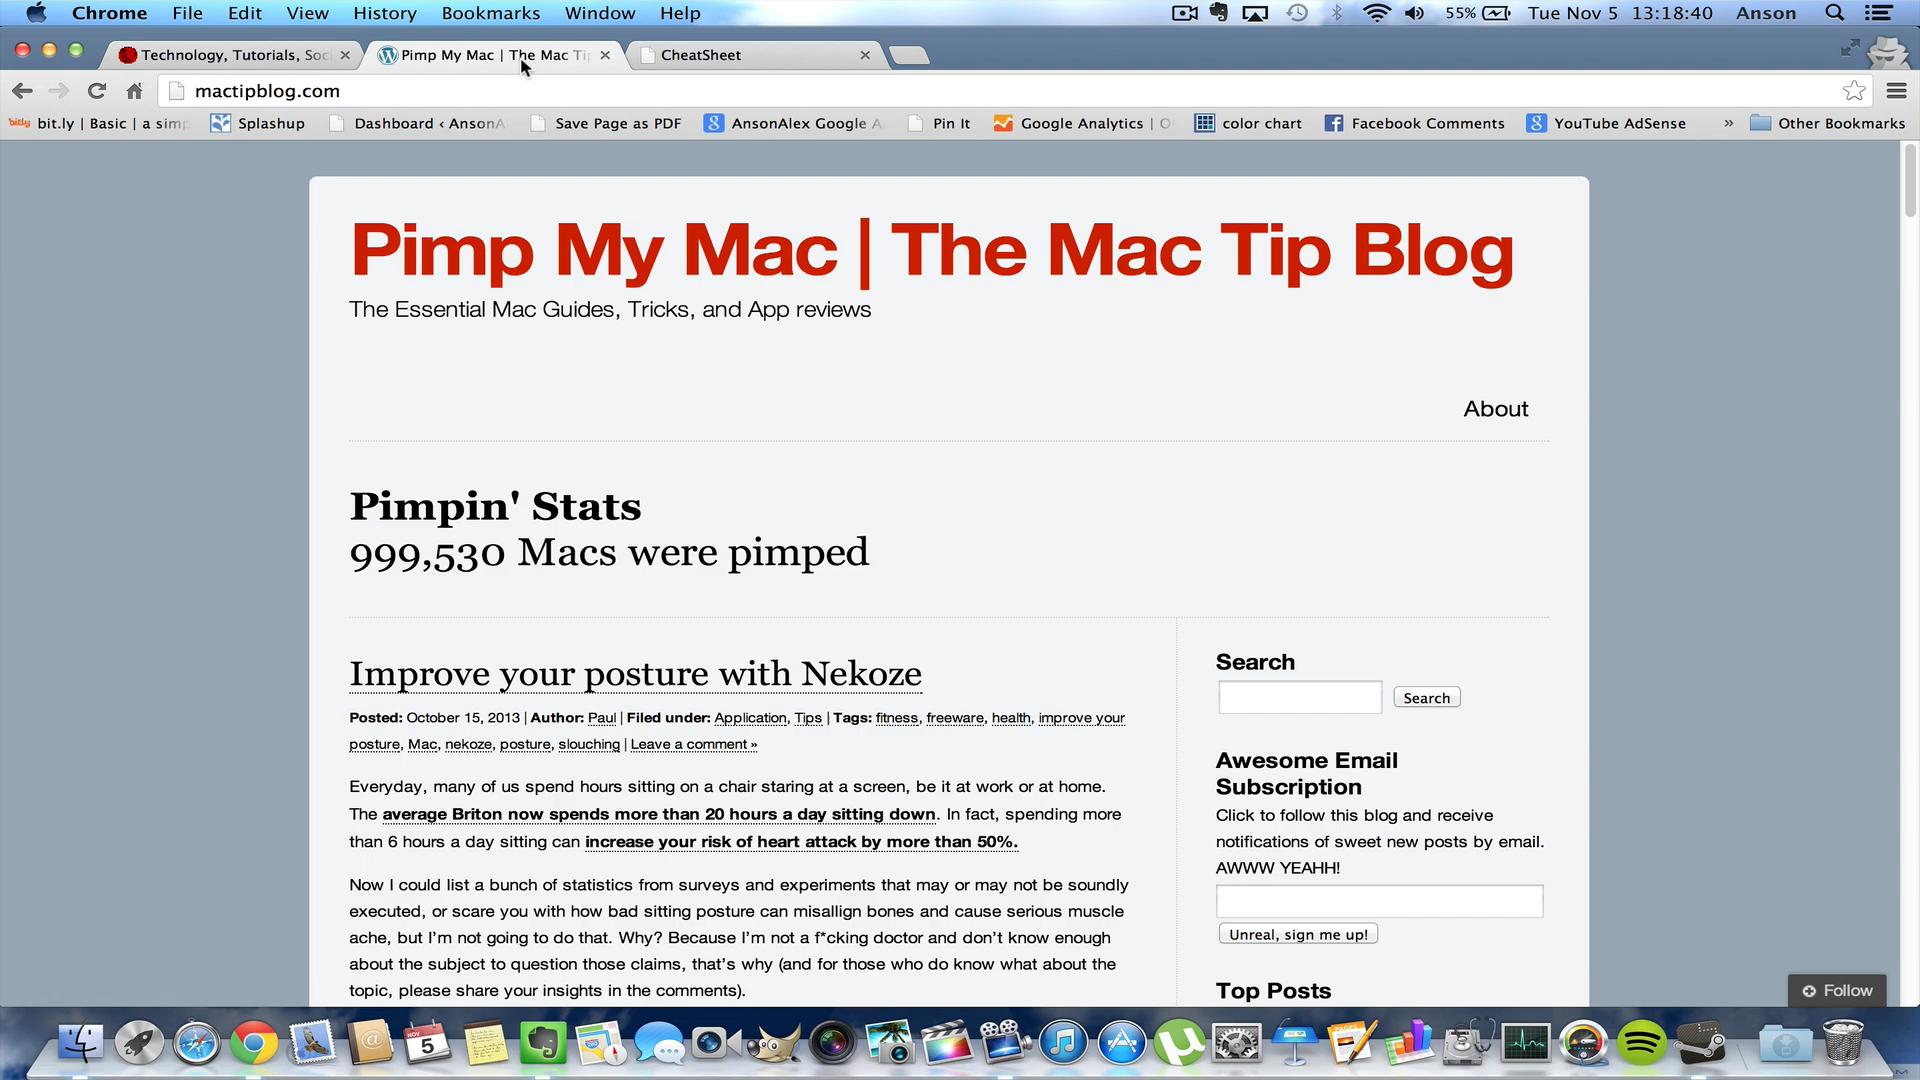 Chrome File Edit View History Bookmarks Window Help 55% Tue Nov 5 13:18:40 Anson
Technology, Tutorials, Soc Pimp My Mac | The Mac Ti CheatSheet
mactipblog.com
bitly bit.ly | Basic | a simp Splashup Dashboard ‹ AnsonA Save Page as PDF 8 AnsonAlex Google A Pin It Google Analytics | O color chart Facebook Comments 8 YouTube AdSense » Other Bookmarks
Pimp My Mac | The Mac Tip Blog
The Essential Mac Guides, Tricks, and App reviews
About
Pimpin' Stats
999,530 Macs were pimped
Improve your posture with Nekoze
Posted: October 15, 2013 | Author: Paul | Filed under: Application, Tips | Tags: fitness, freeware, health, improve your
posture, Mac, nekoze, posture, slouching | Leave a comment »
Everyday, many of us spend hours sitting on a chair staring at a screen, be it at work or at home.
The average Briton now spends more than 20 hours a day sitting down. In fact, spending more
than 6 hours a day sitting can increase your risk of heart attack by more than 50%.
Now I could list a bunch of statistics from surveys and experiments that may or may not be soundly
executed, or scare you with how bad sitting posture can misallign bones and cause serious muscle
ache, but I'm not going to do that. Why? Because I'm not a f*cking doctor and don't know enough
about the subject to question those claims, that's why (and for those who do know what about the
topic, please share your insights in the comments).
Search
Search
Awesome Email
Subscription
Click to follow this blog and receive
notifications of sweet new posts by email.
AWWW YEAHH!
Unreal, sign me up!
Top Posts
Follow
NOV
5
PAGES